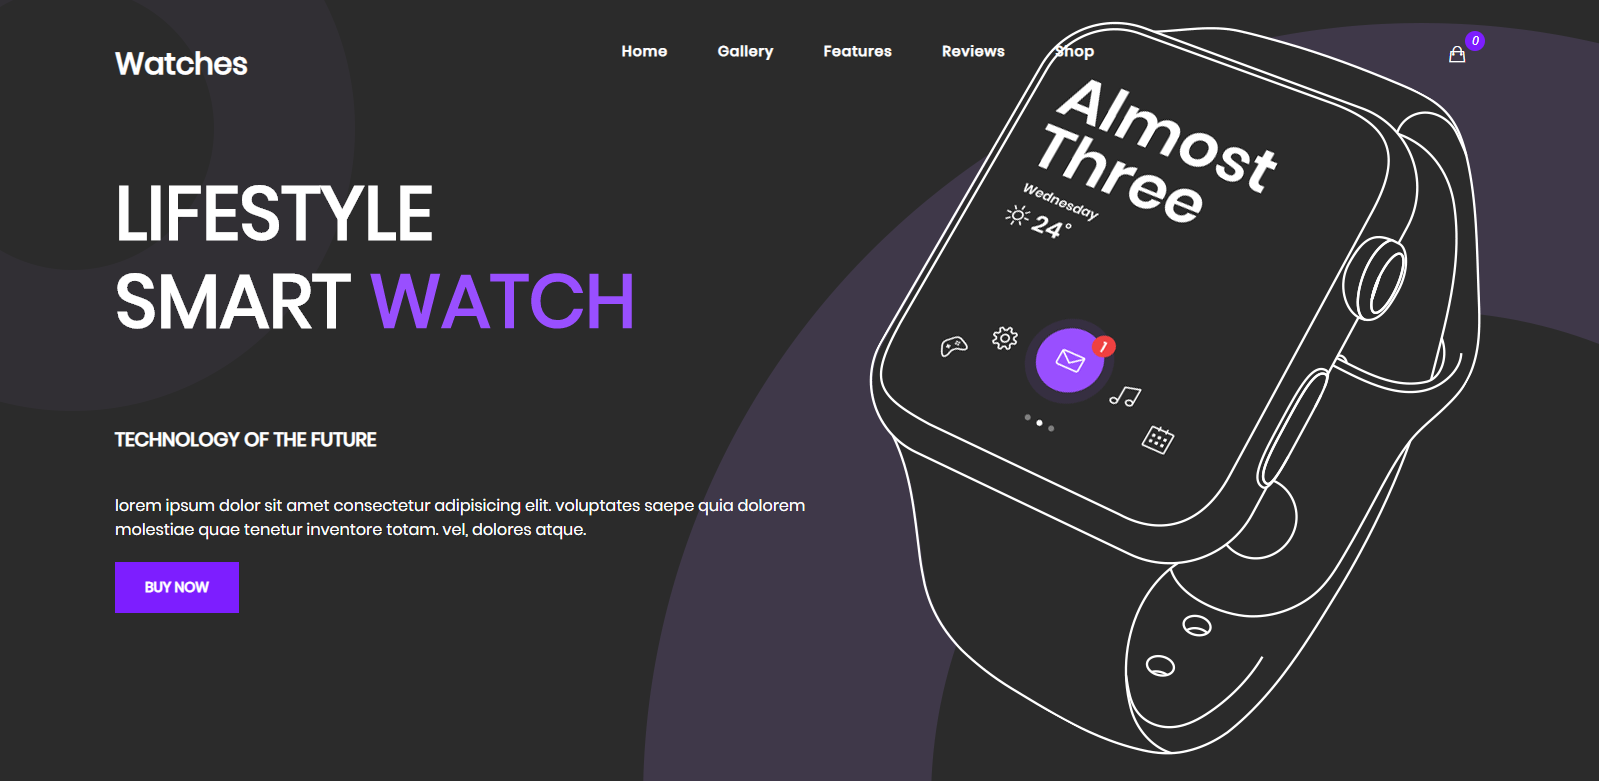 Watches
Home Gallery Features Reviews Shop
0
LIFESTYLE
SMART WATCH
TECHNOLOGY OF THE FUTURE
lorem ipsum dolor sit amet consectetur adipisicing elit. voluptates saepe quia dolorem
molestiae quae tenetur inventore totam. vel, dolores atque.
BUY NOW
Almost
Three
Wednesday
24°
1